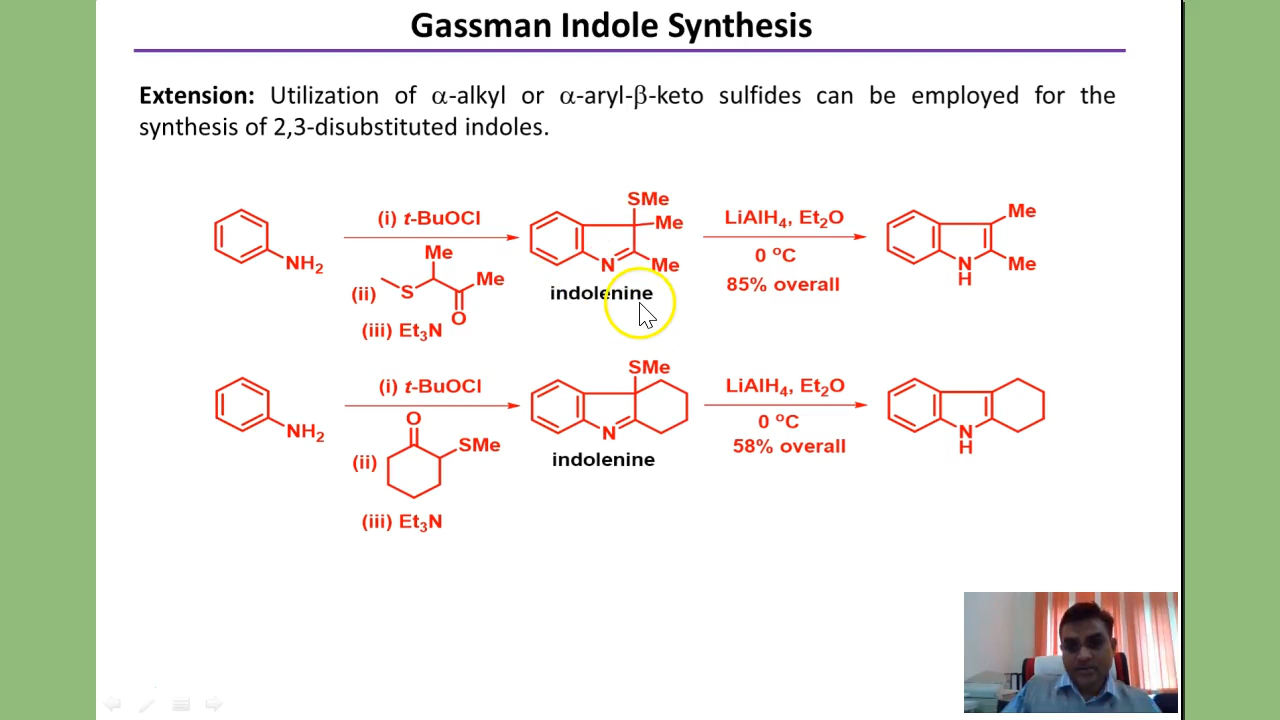 Gassman Indole Synthesis
Extension: Utilization of α-alkyl or α-aryl-β-keto sulfides can be employed for the
synthesis of 2,3-disubstituted indoles.
NH2
(i) t-BuOCl
Me
(ii) S Me
O
(iii) Et3N
SMe
Me
N Me
indolenine
LiAlH4, Et2O
0 oC
85% overall
Me
N Me
H
NH2
(i) t-BuOCl
O
SMe
(ii)
(iii) Et3N
SMe
N
indolenine
LiAlH4, Et2O
0 oC
58% overall
N
H